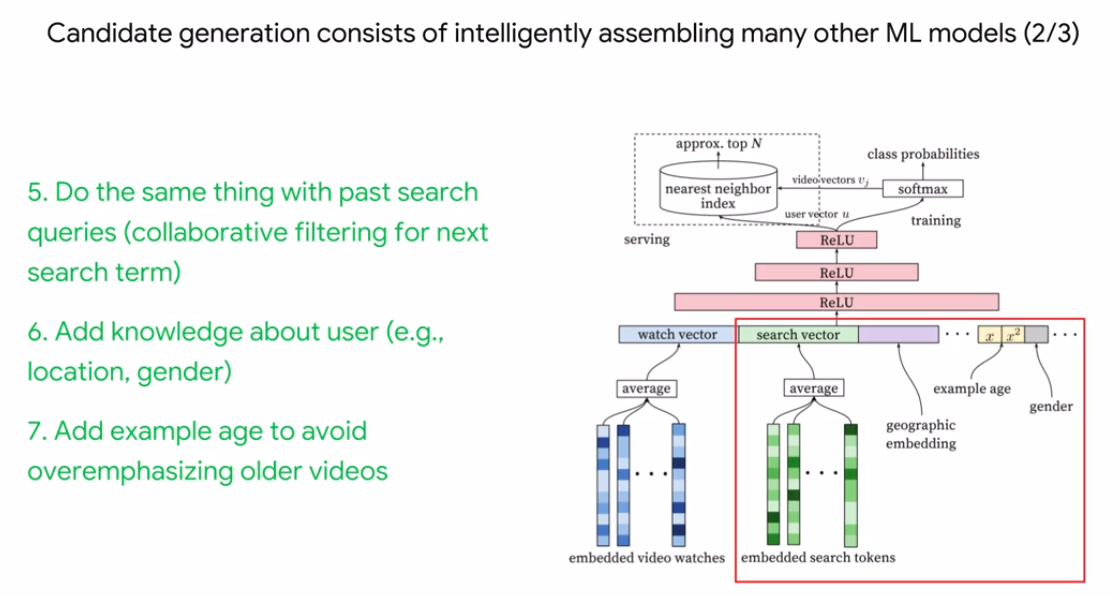 Candidate generation consists of intelligently assembling many other ML models (2/3)
5. Do the same thing with past search
queries (collaborative filtering for next
search term)
6. Add knowledge about user (e.g.,
location, gender)
7. Add example age to avoid
overemphasizing older videos
approx. top N
class probabilities
nearest neighbor
index
video vectors vⱼ
softmax
user vector u
training
serving
ReLU
ReLU
ReLU
watch vector
search vector
...
x x²
...
average
average
example age
gender
geographic
embedding
...
...
embedded video watches
embedded search tokens